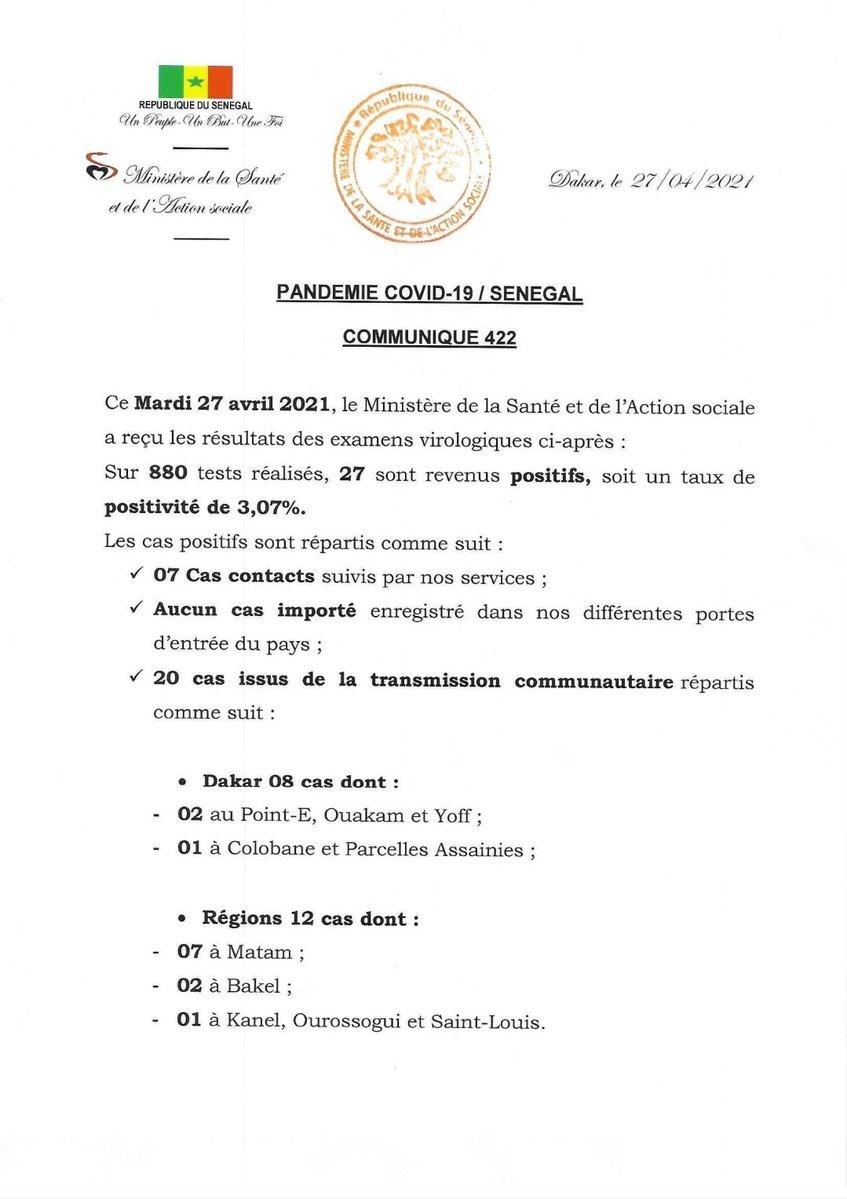 REPUBLIQUE DU SENEGAL
Un Peuple - Un But - Une Foi
Ministère de la Santé
et de l'Action sociale
République du Sénégal
MINISTERE DE LA SANTE ET DE L'ACTION SOCIALE
Dakar, le 27/04/2021
PANDEMIE COVID-19 / SENEGAL
COMMUNIQUE 422
Ce Mardi 27 avril 2021, le Ministère de la Santé et de l'Action sociale
a reçu les résultats des examens virologiques ci-après :
Sur 880 tests réalisés, 27 sont revenus positifs, soit un taux de
positivité de 3,07%.
Les cas positifs sont répartis comme suit :
✓ 07 Cas contacts suivis par nos services ;
✓ Aucun cas importé enregistré dans nos différentes portes
d'entrée du pays ;
✓ 20 cas issus de la transmission communautaire répartis
comme suit :
• Dakar 08 cas dont :
- 02 au Point-E, Ouakam et Yoff ;
- 01 à Colobane et Parcelles Assainies ;
• Régions 12 cas dont :
- 07 à Matam ;
- 02 à Bakel ;
- 01 à Kanel, Ourossogui et Saint-Louis.